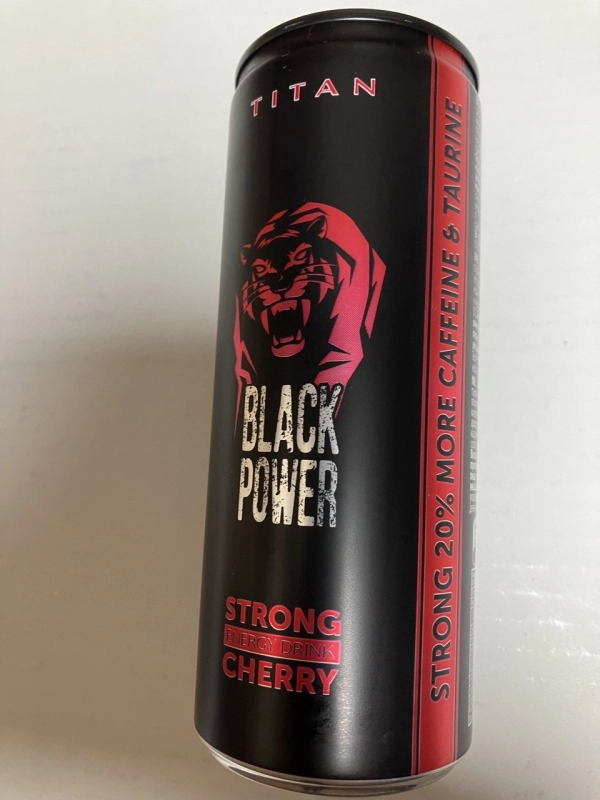 TITAN
BLACK
POWER
STRONG
ENERGY DRINK
CHERRY
STRONG 20% MORE CAFFEINE & TAURINE